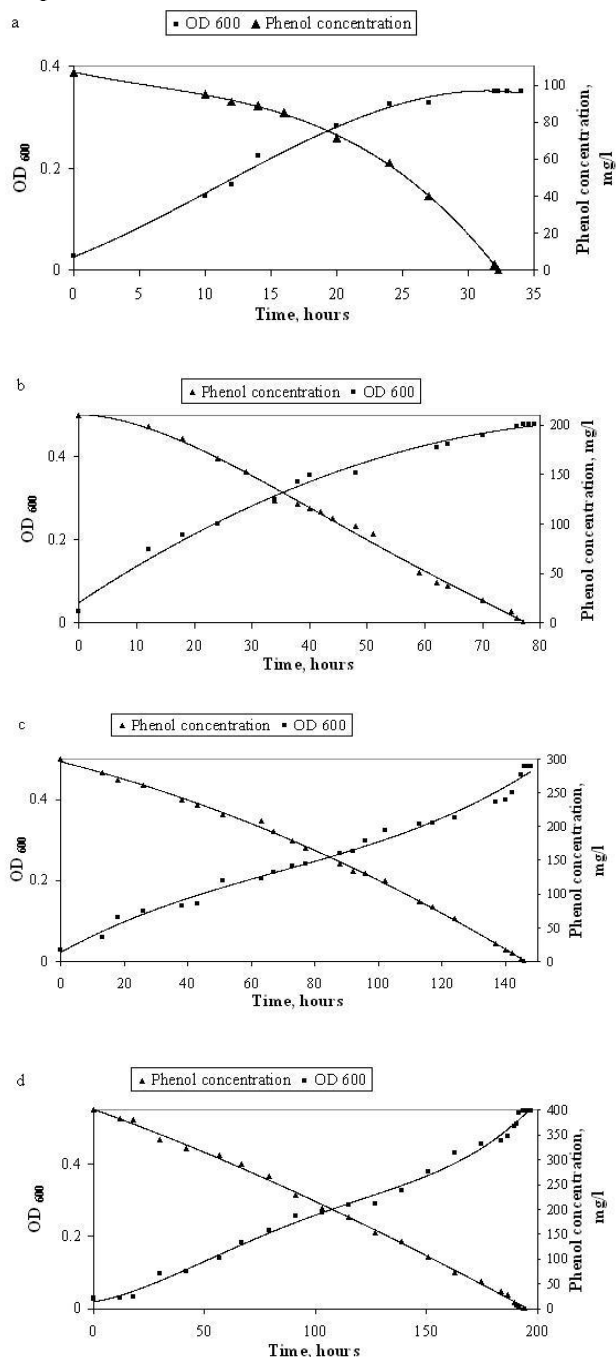 a
OD 600 Phenol concentration
0.4
0.2
0
OD 600
100
80
60
40
20
0
Phenol concentration, mg/l
0 5 10 15 20 25 30 35
Time, hours
b
Phenol concentration OD 600
0.4
0.2
0
OD 600
200
150
100
50
0
Phenol concentration, mg/l
0 10 20 30 40 50 60 70 80
Time, hours
c
Phenol concentration OD 600
0.4
0.2
0
OD 600
300
250
200
150
100
50
0
Phenol concentration,
mg/l
0 20 40 60 80 100 120 140
Time, hours
d
Phenol concentration OD 600
0.4
0.2
0
OD 600
400
350
300
250
200
150
100
50
0
Phenol concentration,
mg/l
0 50 100 150 200
Time, hours